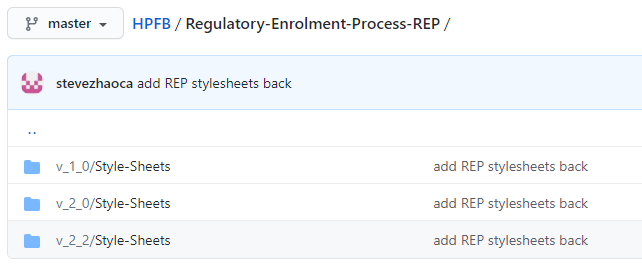 master HPFB / Regulatory-Enrolment-Process-REP /
stevezhaoca add REP stylesheets back
..
v_1_0/Style-Sheets add REP stylesheets back
v_2_0/Style-Sheets add REP stylesheets back
v_2_2/Style-Sheets add REP stylesheets back